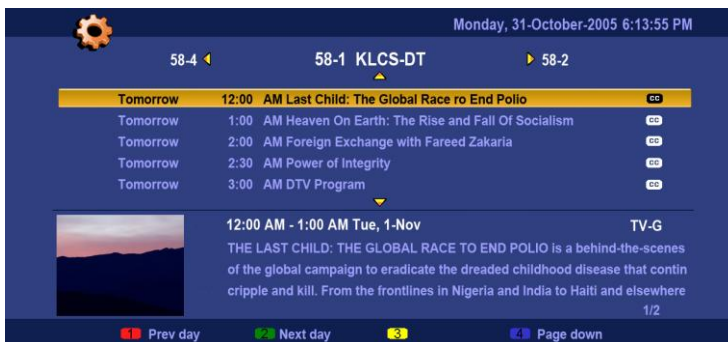 Monday, 31-October-2005 6:13:55 PM
58-4 58-1 KLCS-DT 58-2
Tomorrow 12:00 AM Last Child: The Global Race ro End Polio CC
Tomorrow 1:00 AM Heaven On Earth: The Rise and Fall Of Socialism CC
Tomorrow 2:00 AM Foreign Exchange with Fareed Zakaria CC
Tomorrow 2:30 AM Power of Integrity CC
Tomorrow 3:00 AM DTV Program CC
12:00 AM - 1:00 AM Tue, 1-Nov TV-G
THE LAST CHILD: THE GLOBAL RACE TO END POLIO is a behind-the-scenes
of the global campaign to eradicate the dreaded childhood disease that contin
cripple and kill. From the frontlines in Nigeria and India to Haiti and elsewhere
1/2
1 Prev day 2 Next day 3 4 Page down